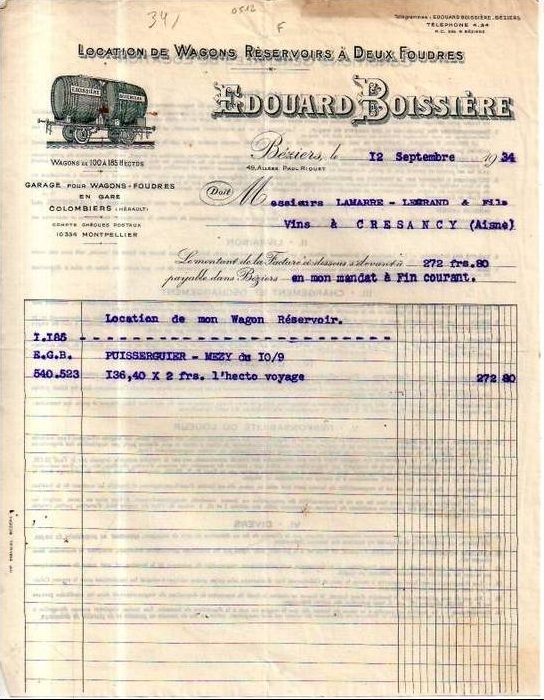 341
0512
F
Télégrammes : EDOUARD BOISSIÈRE, BÉZIERS
TÉLÉPHONE 4.34
LOCATION DE WAGONS RÉSERVOIRS À DEUX FOUDRES
EDOUARD BOISSIÈRE
WAGONS DE 100 À 185 HECTOS
Béziers, le 12 Septembre 1934
49, ALLÉES PAUL RIQUET
GARAGE POUR WAGONS-FOUDRES
EN GARE
COLOMBIERS (HÉRAULT)
COMPTE CHÈQUES POSTAUX
10354 MONTPELLIER
Doit Messieurs LAMARRE - LEGRAND & Fils
Vins à CRESANCY (Aisne)
Le montant de la Facture ci-dessous s'élevant à 272 frs.80
payable dans Béziers en mon mandat à Fin courant.
Location de mon Wagon Réservoir.
I.185 - - - - - - - - - - - - - - - - - - - - - - - - - -
E.G.B. PUISSERGUIER - MEZY du 10/9
540.523 136,40 X 2 frs. l'hecto voyage 272 80